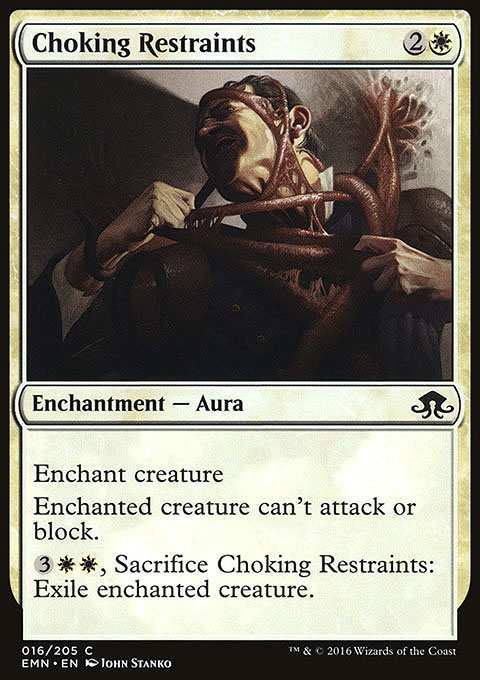 Choking Restraints 2
Enchantment — Aura
Enchant creature
Enchanted creature can't attack or
block.
3, Sacrifice Choking Restraints:
Exile enchanted creature.
016/205 C
EMN • EN John Stanko
™ & © 2016 Wizards of the Coast